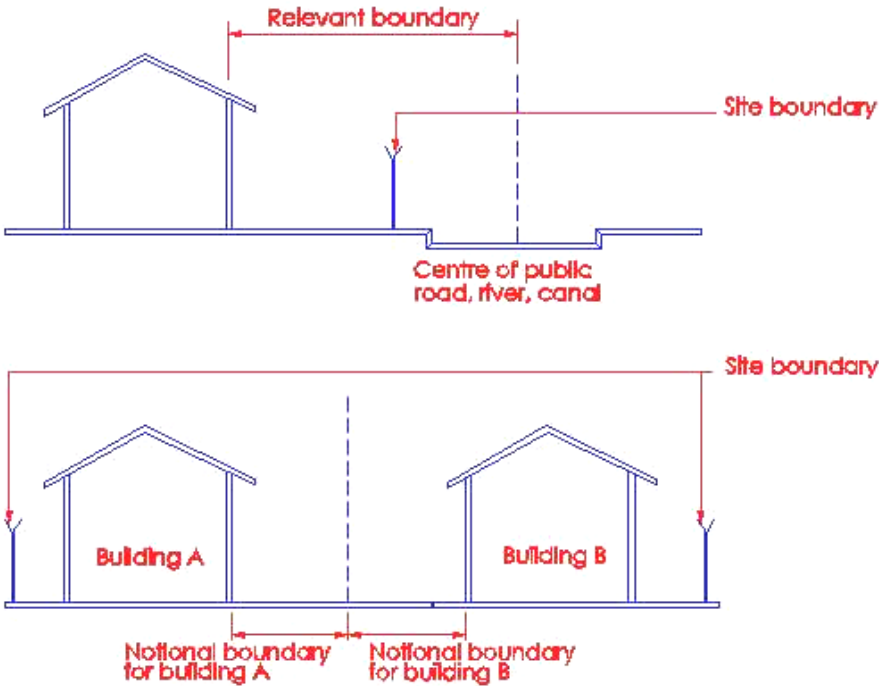 Relevant boundary
Site boundary
Centre of public
road, river, canal
Site boundary
Building A
Building B
Notional boundary
for building A
Notional boundary
for building B